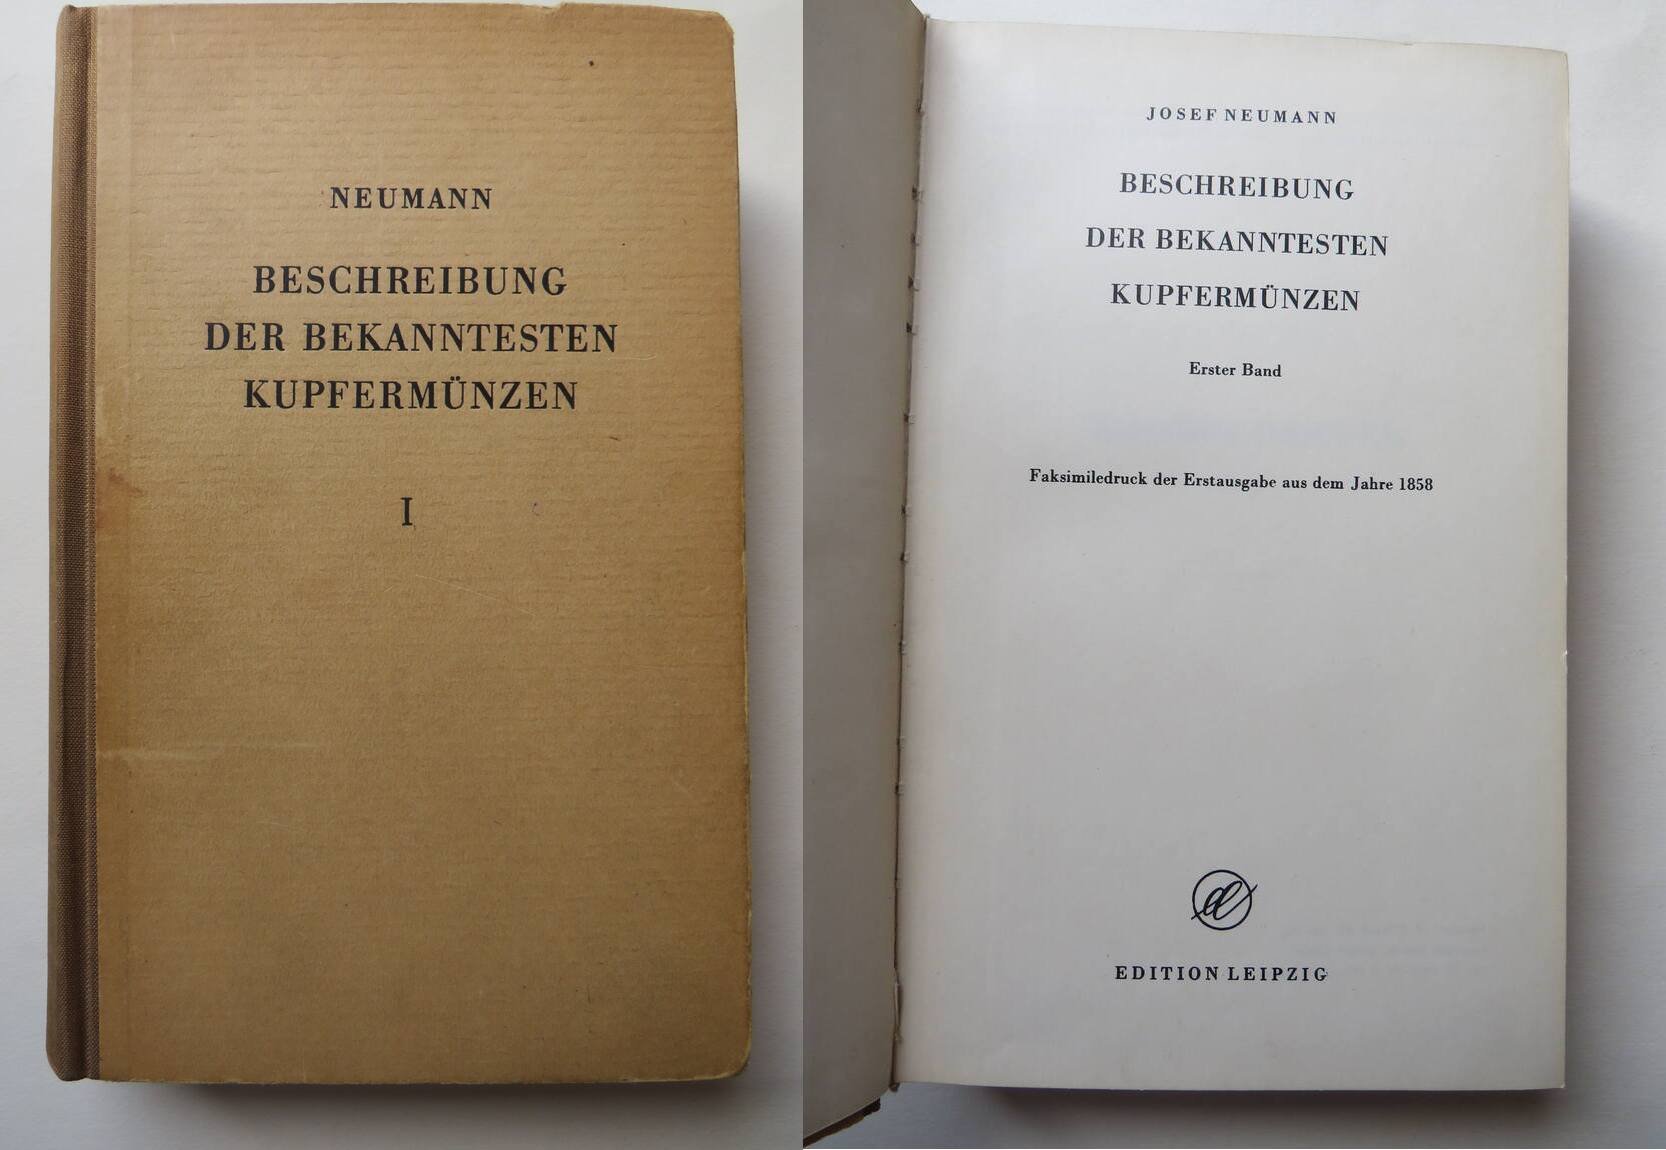 NEUMANN
BESCHREIBUNG
DER BEKANNTESTEN
KUPFERMÜNZEN
I
JOSEF NEUMANN
BESCHREIBUNG
DER BEKANNTESTEN
KUPFERMÜNZEN
Erster Band
Faksimiledruck der Erstausgabe aus dem Jahre 1858
EDITION LEIPZIG